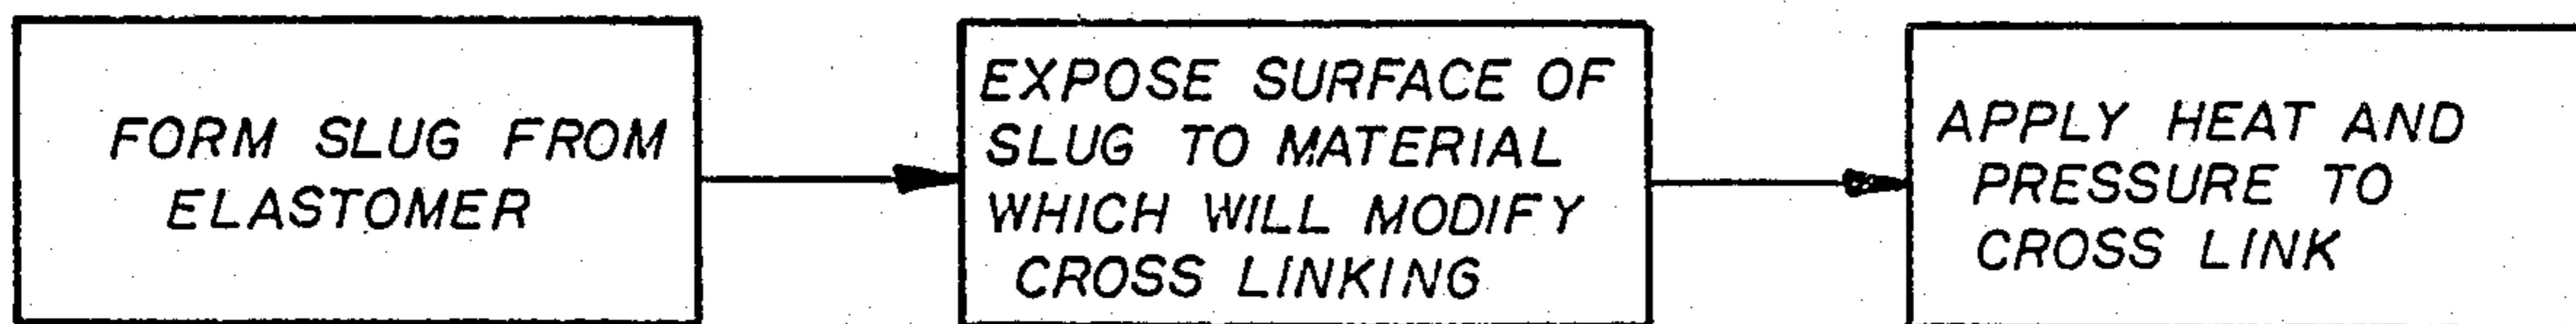 FORM SLUG FROM
ELASTOMER
EXPOSE SURFACE OF
SLUG TO MATERIAL
WHICH WILL MODIFY
CROSS LINKING
APPLY HEAT AND
PRESSURE TO
CROSS LINK